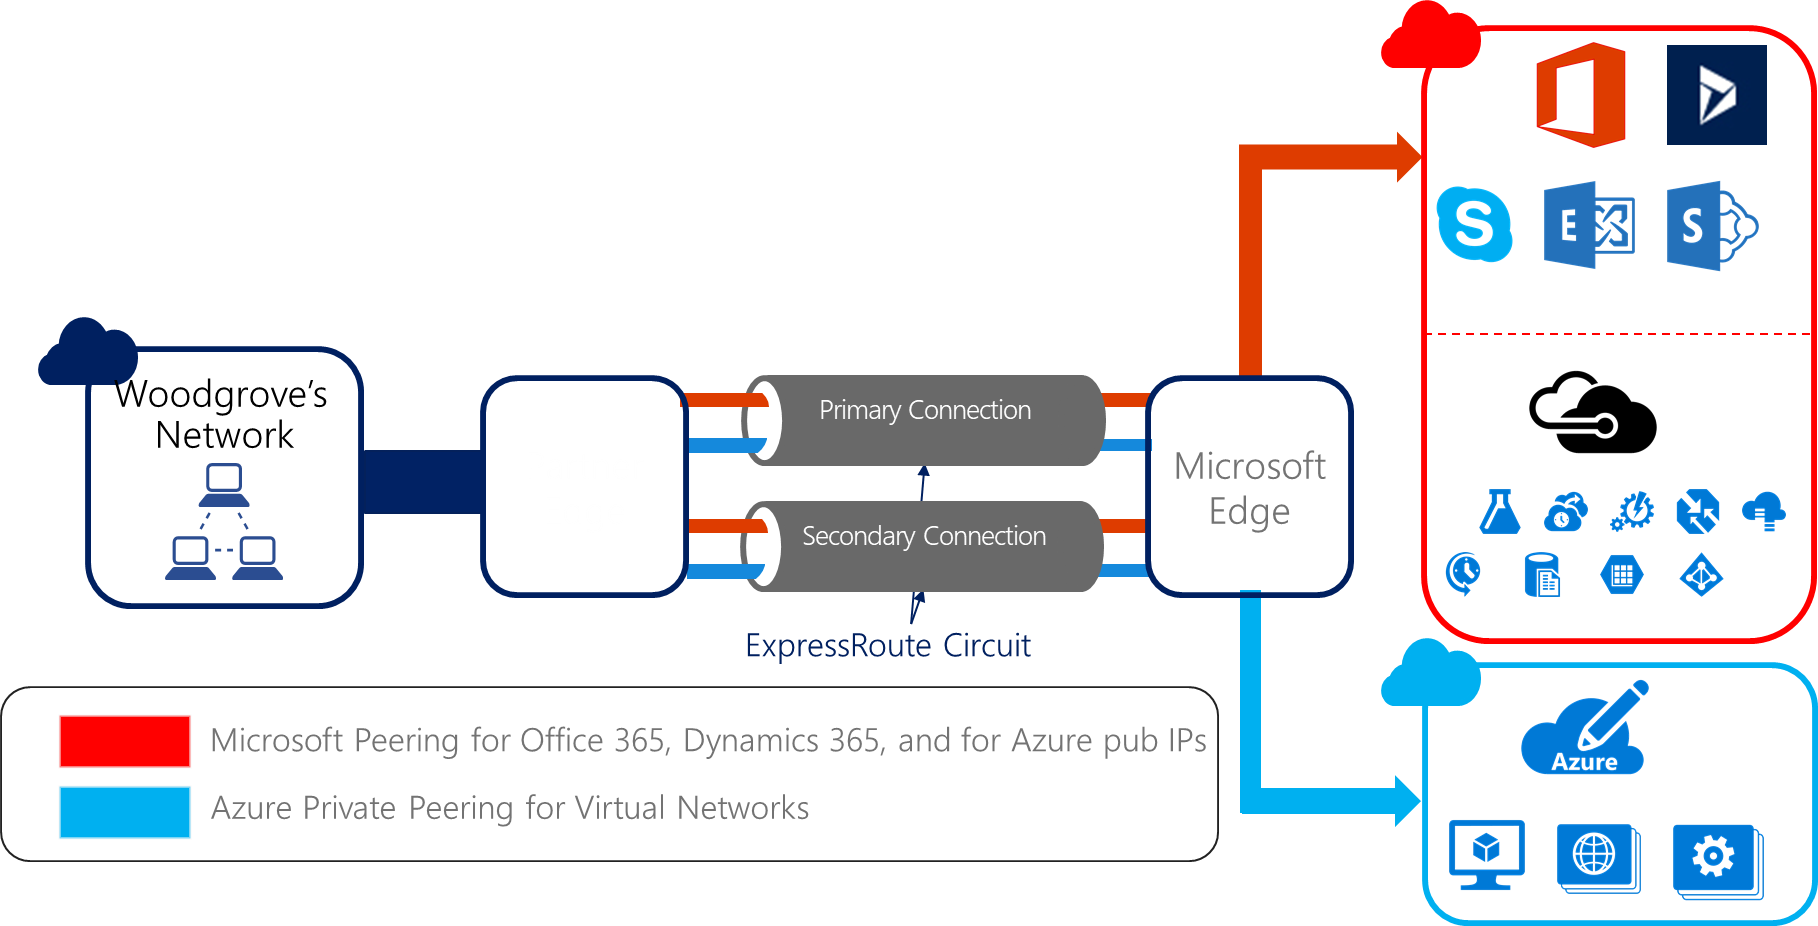 Woodgrove's
Network
Primary Connection
Secondary Connection
ExpressRoute Circuit
Microsoft
Edge
S
E
S
Azure
Microsoft Peering for Office 365, Dynamics 365, and for Azure pub IPs
Azure Private Peering for Virtual Networks